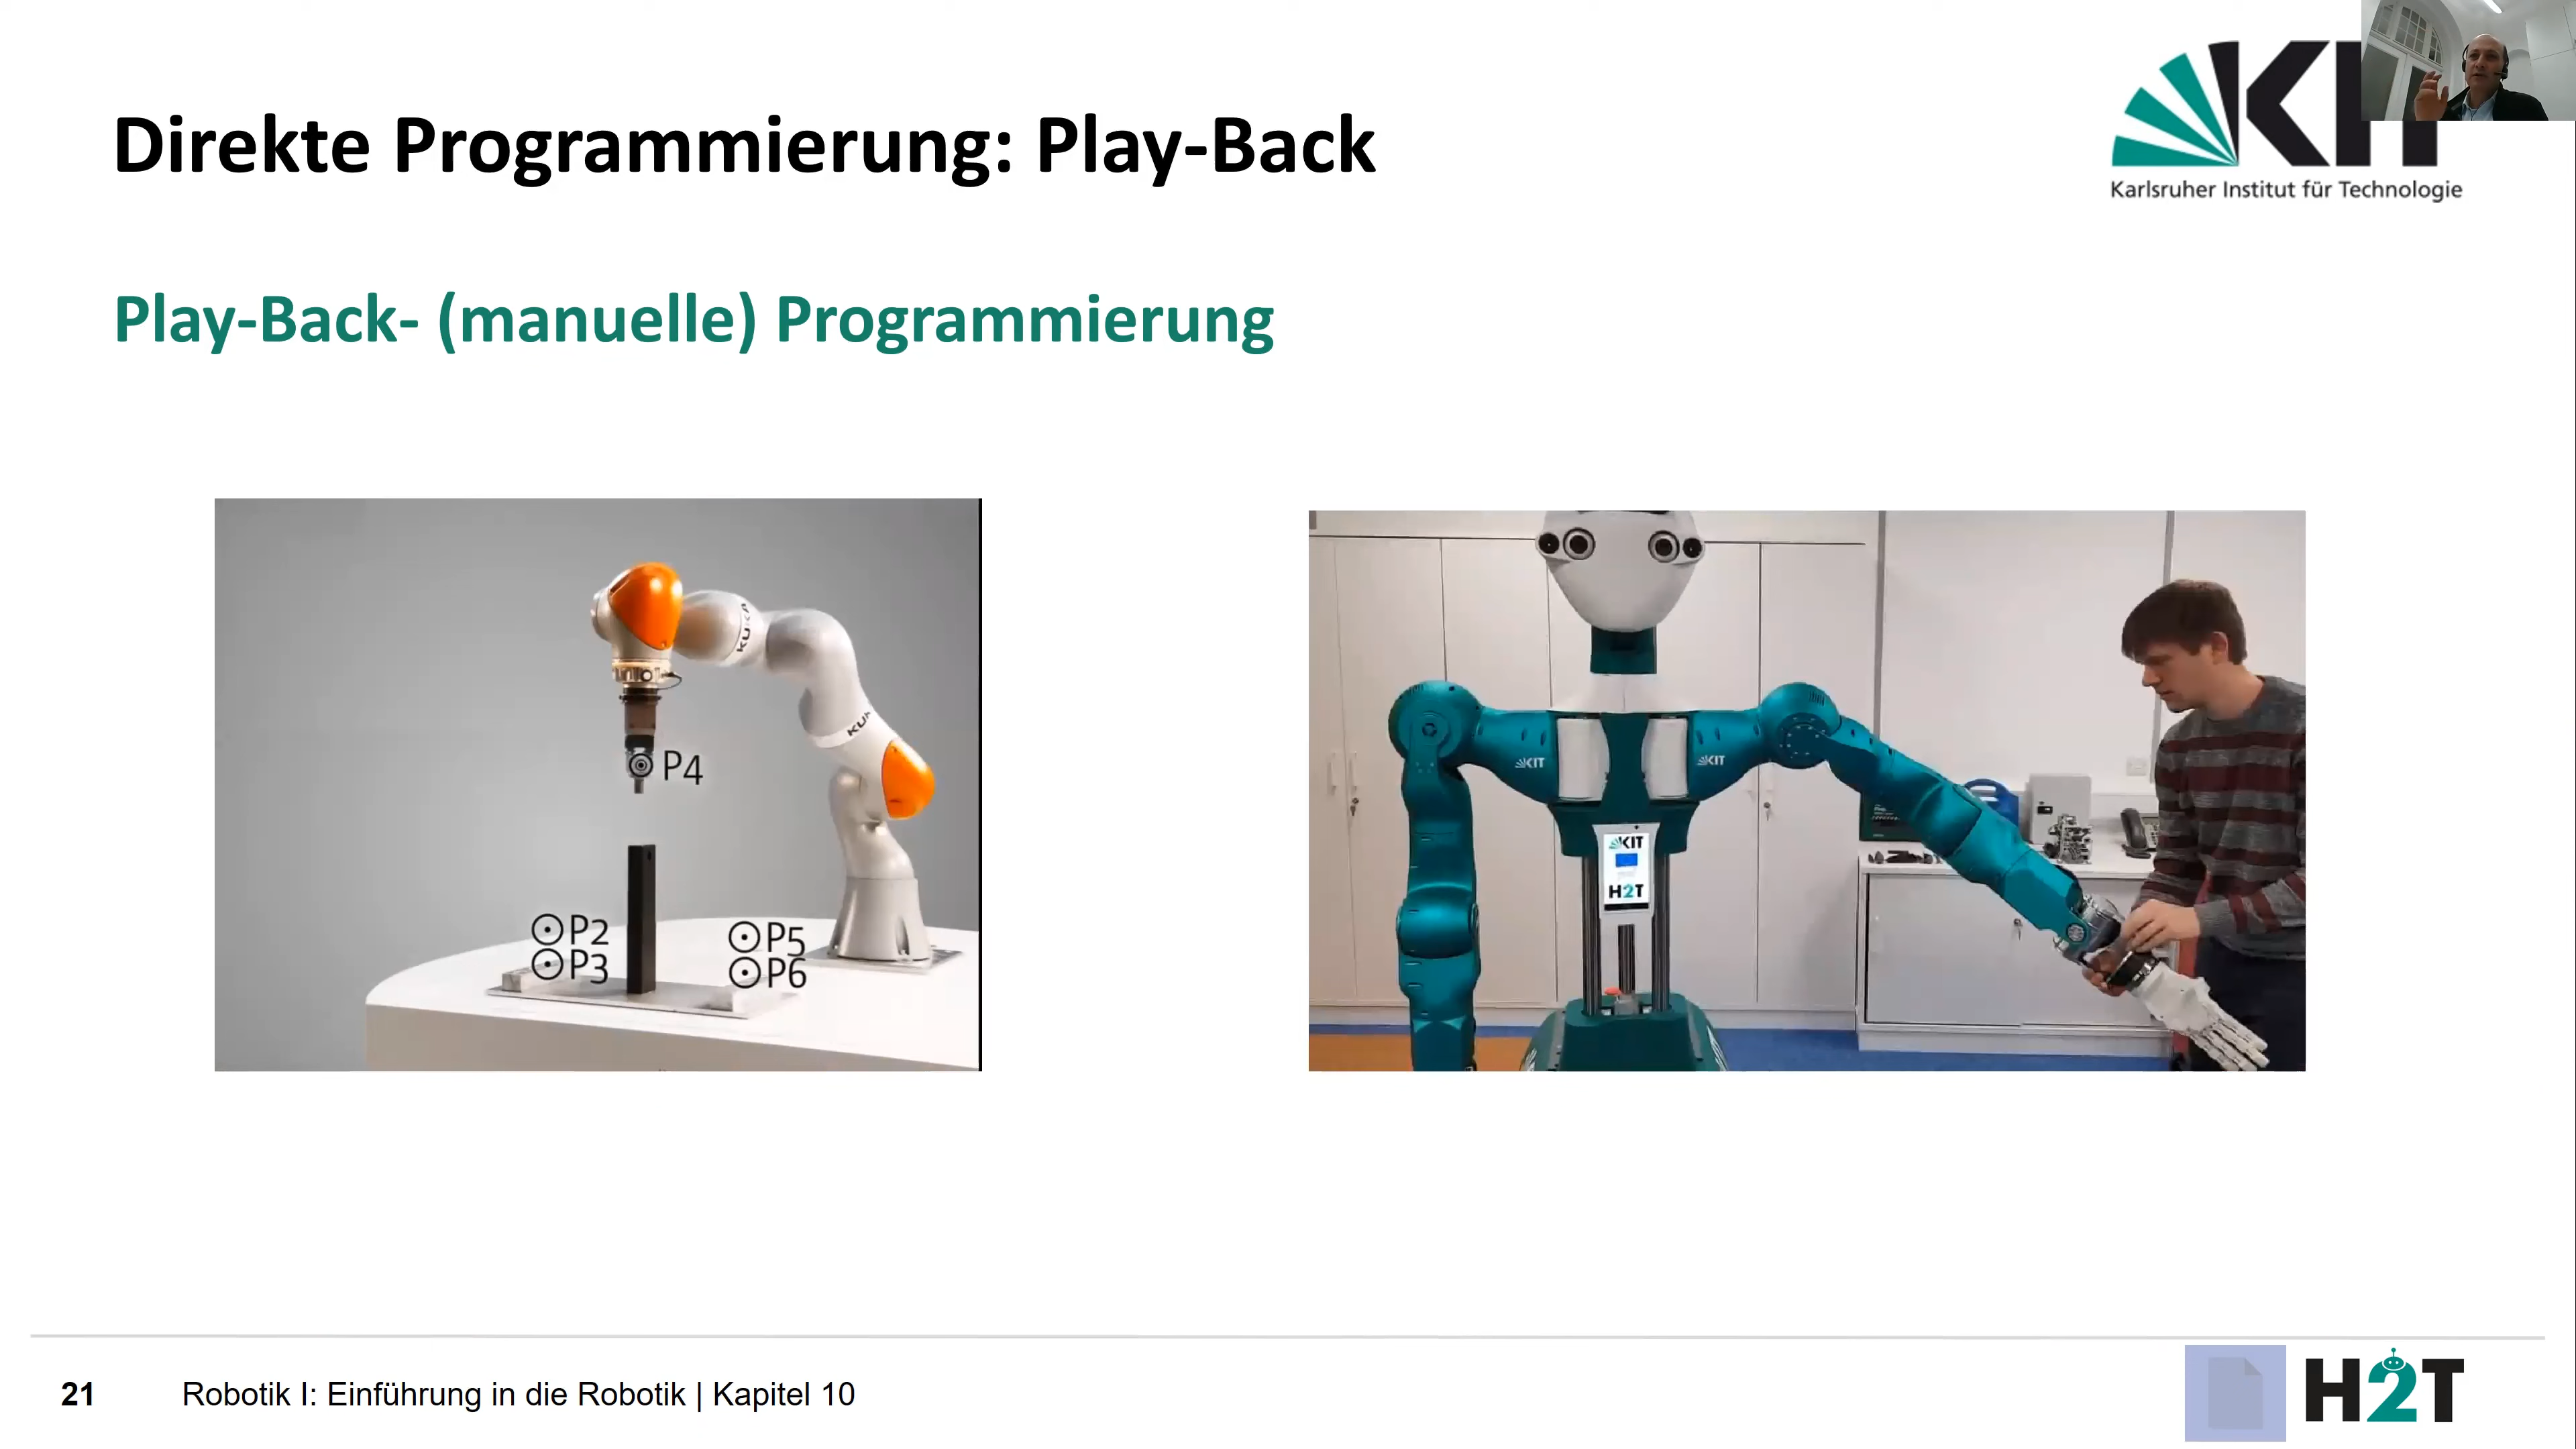 Direkte Programmierung: Play-Back
Karlsruher Institut für Technologie
Play-Back- (manuelle) Programmierung
KUKA
P4
P2
P3
P5
P6
KIT
KIT
KIT
H2T
21
Robotik I: Einführung in die Robotik | Kapitel 10
H2T